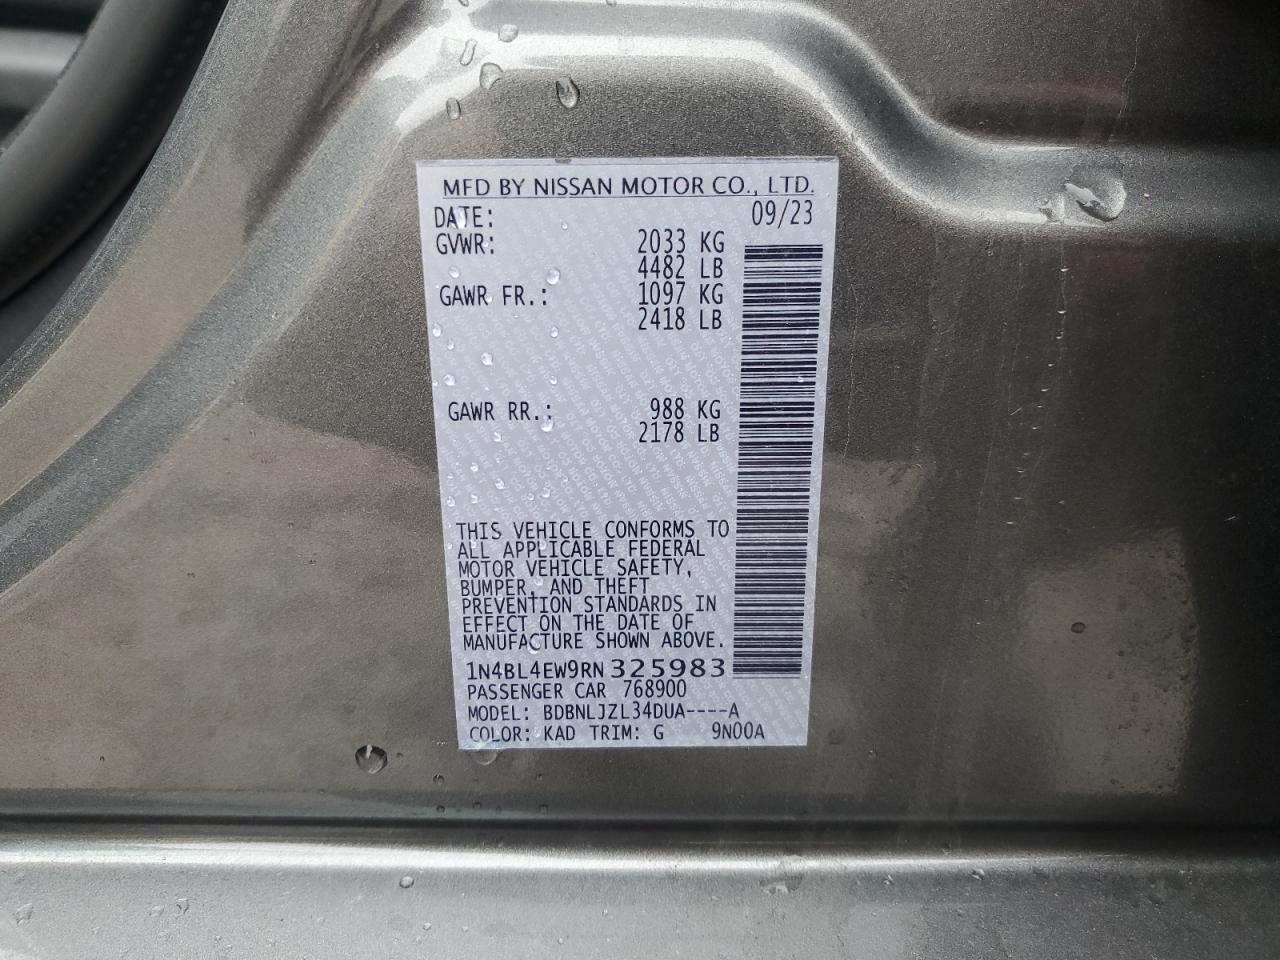 MFD BY NISSAN MOTOR CO., LTD.
DATE: 09/23
GVWR: 2033 KG
4482 LB
GAWR FR.: 1097 KG
2418 LB
GAWR RR.: 988 KG
2178 LB
THIS VEHICLE CONFORMS TO
ALL APPLICABLE FEDERAL
MOTOR VEHICLE SAFETY,
BUMPER, AND THEFT
PREVENTION STANDARDS IN
EFFECT ON THE DATE OF
MANUFACTURE SHOWN ABOVE.
1N4BL4EW9RN325983
PASSENGER CAR 768900
MODEL: BDBNLJZL34DUA----A
COLOR: KAD TRIM: G 9N00A